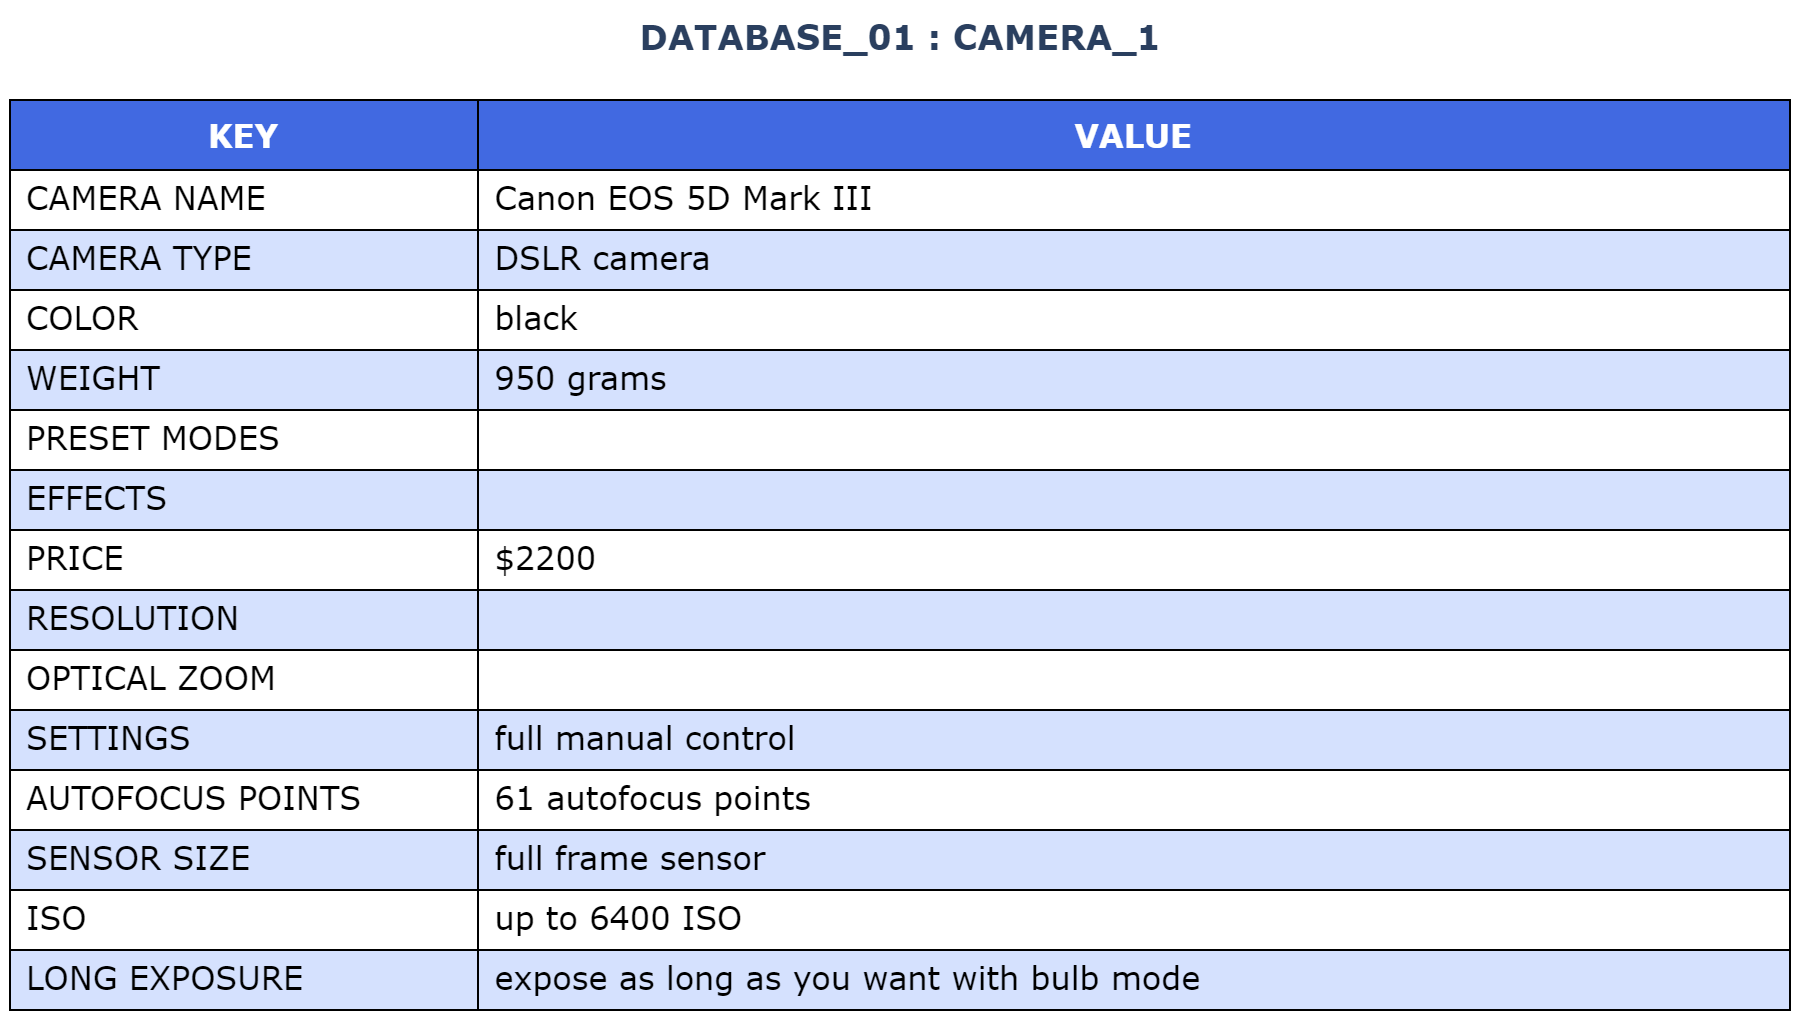 DATABASE_01 : CAMERA_1
KEY VALUE
CAMERA NAME Canon EOS 5D Mark III
CAMERA TYPE DSLR camera
COLOR black
WEIGHT 950 grams
PRESET MODES
EFFECTS
PRICE $2200
RESOLUTION
OPTICAL ZOOM
SETTINGS full manual control
AUTOFOCUS POINTS 61 autofocus points
SENSOR SIZE full frame sensor
ISO up to 6400 ISO
LONG EXPOSURE expose as long as you want with bulb mode